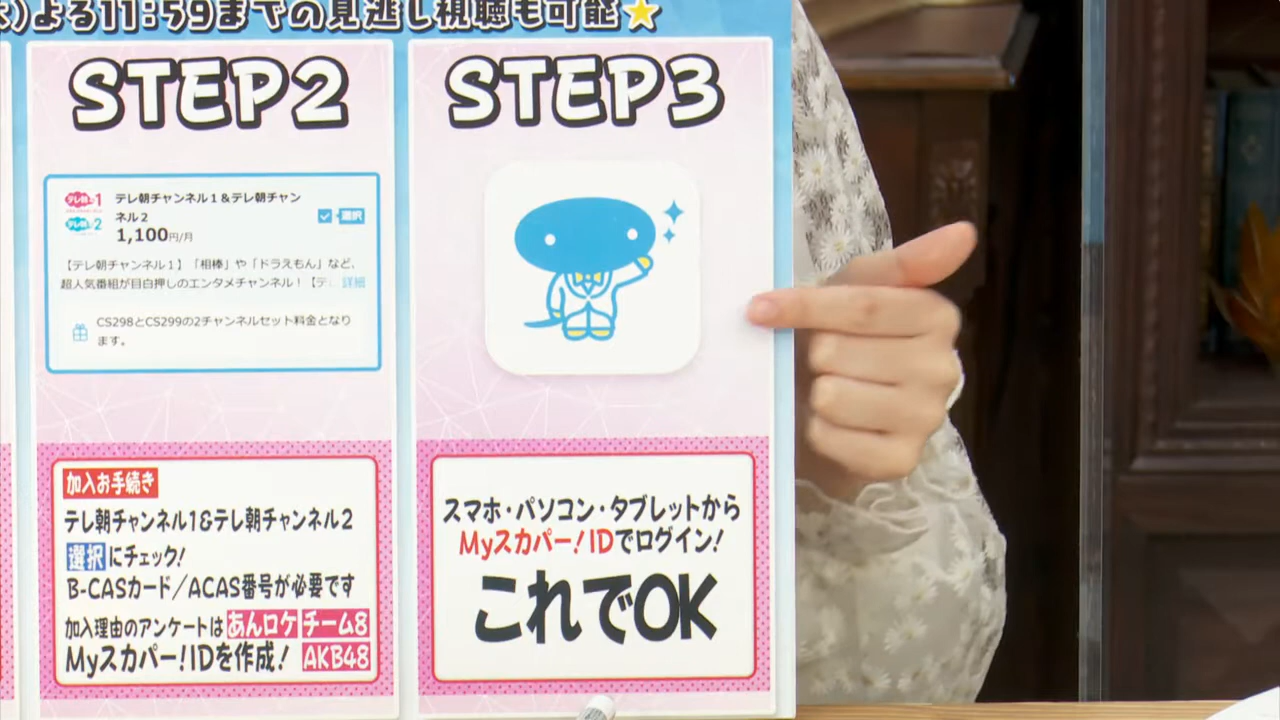 よる11:59までの見逃し視聴も可能
STEP2
テレ朝チャンネル1&テレ朝チャン
ネル2
選択
1,100円/月
【テレ朝チャンネル1】「相棒」や「ドラえもん」など、
超人気番組が目白押しのエンタメチャンネル!【テレ... 詳細
CS298とCS299の2チャンネルセット料金となり
ます。
加入お手続き
テレ朝チャンネル1&テレ朝チャンネル2
選択にチェック!
B-CASカード/ACAS番号が必要です
加入理由のアンケートはあんロケ チーム8
Myスカパー!IDを作成! AKB48
STEP3
スマホ・パソコン・タブレットから
Myスカパー!IDでログイン!
これでOK